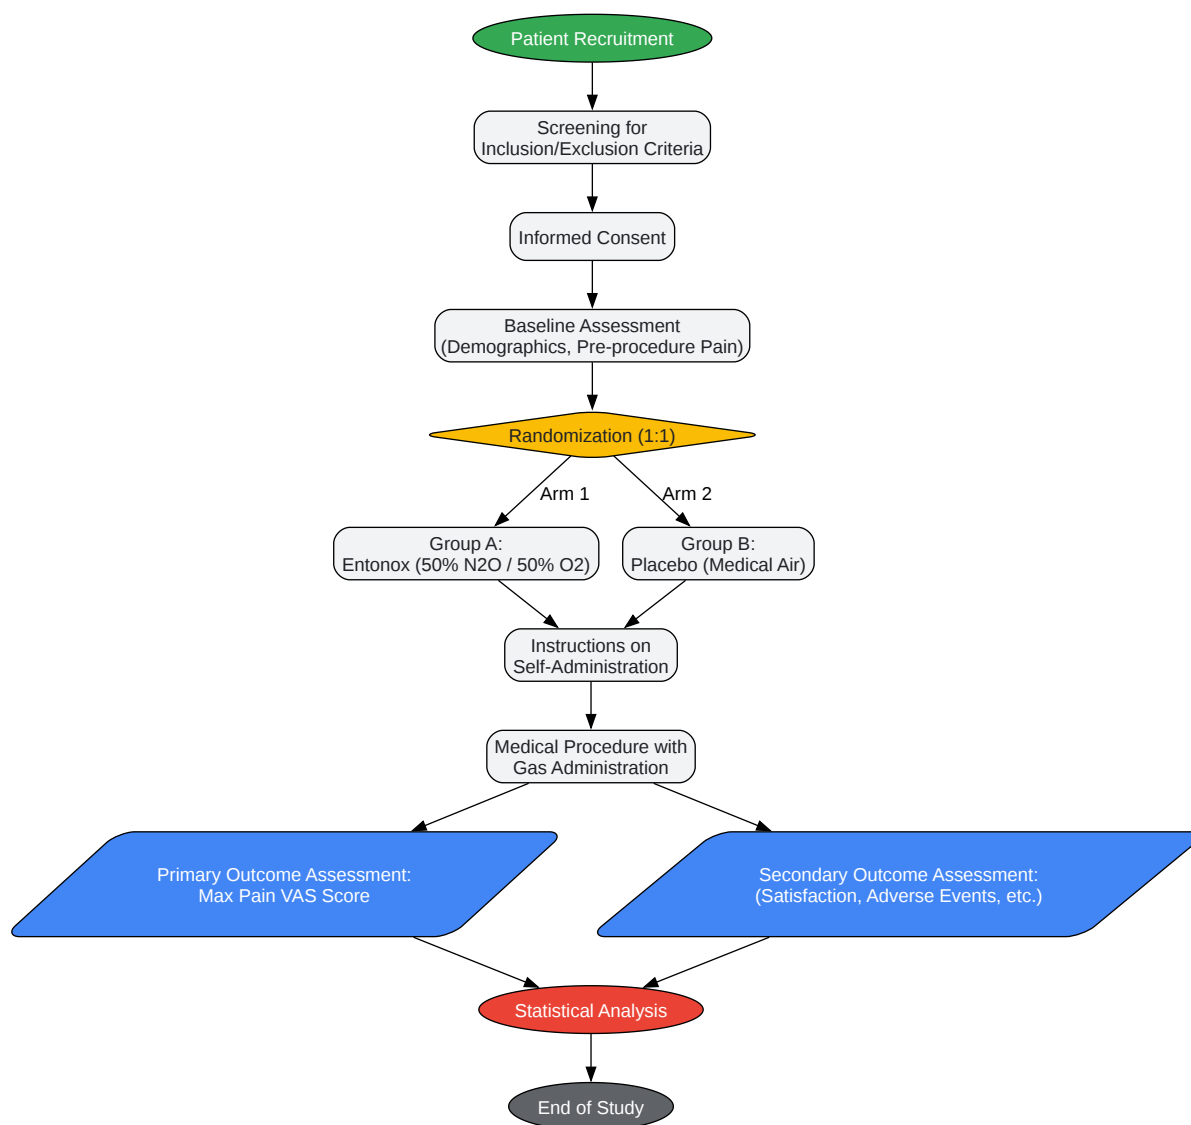 Patient Recruitment
Screening for
Inclusion/Exclusion Criteria
Informed Consent
Baseline Assessment
(Demographics, Pre-procedure Pain)
Randomization (1:1)
Arm 1
Arm 2
Group A:
Entonox (50% N2O / 50% O2)
Group B:
Placebo (Medical Air)
Instructions on
Self-Administration
Medical Procedure with
Gas Administration
Primary Outcome Assessment:
Max Pain VAS Score
Secondary Outcome Assessment:
(Satisfaction, Adverse Events, etc.)
Statistical Analysis
End of Study